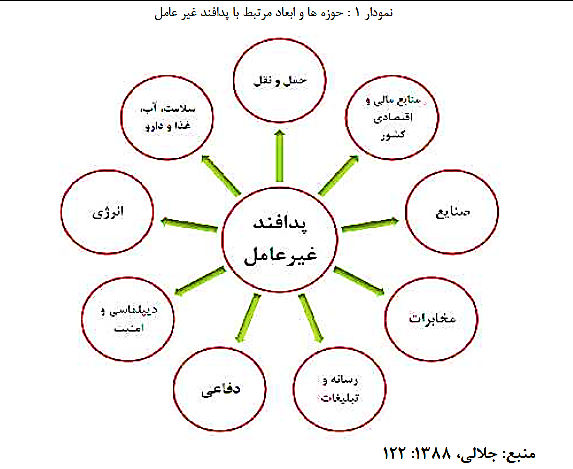 نمودار ۱ : حوزه ها و ابعاد مرتبط با پدافند غیر عامل
حمل و نقل
منابع مالی و
اقتصادی
کشور
سلامت، آب،
غذا و دارو
صنایع
انرژی
پدافند
غیرعامل
مخابرات
دیپلماسی و
امنیت
رسانه و
تبلیغات
دفاعی
منبع: جلالی، ۱۳۸۸: ۱۲۲